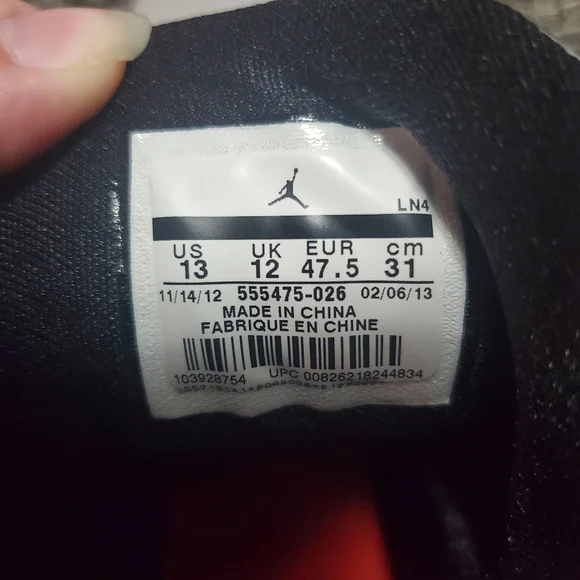 LN4
US UK EUR cm
13 12 47.5 31
11/14/12 555475-026 02/06/13
MADE IN CHINA
FABRIQUE EN CHINE
103928754 UPC 00826218244834